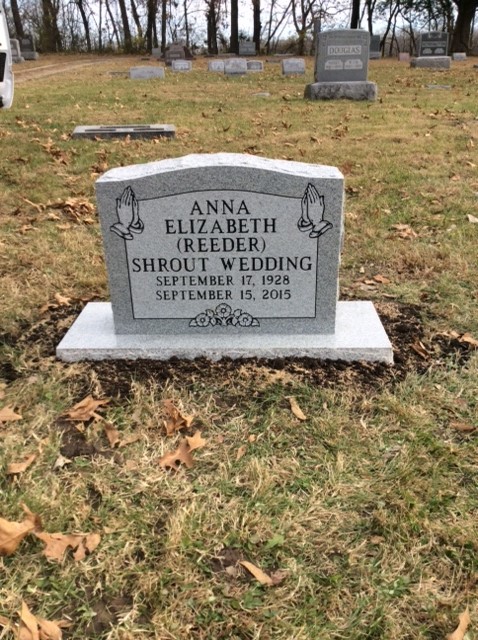 DOUGLAS
ANNA
ELIZABETH
(REEDER)
SHROUT WEDDING
SEPTEMBER 17, 1928
SEPTEMBER 15, 2015